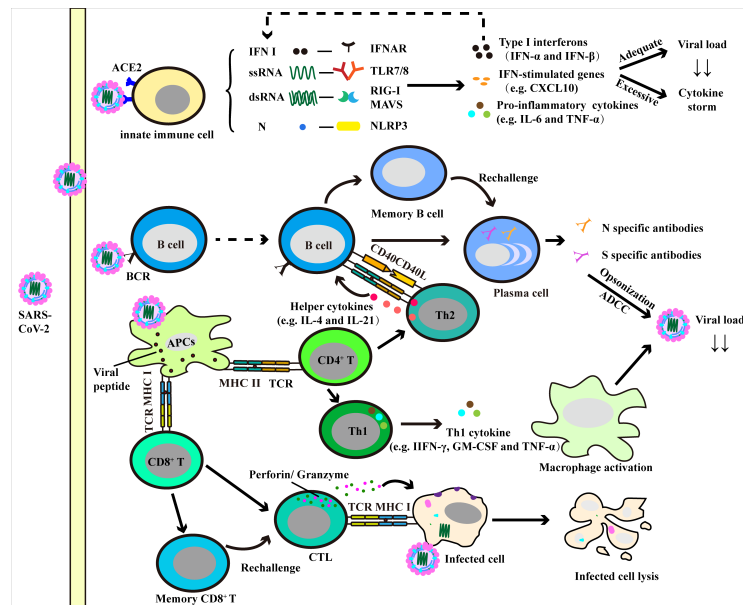 ACE2
innate immune cell
IFN I
IFNAR
ssRNA
TLR7/8
dsRNA
RIG-I
MAVS
N
NLRP3
Type I interferons
(IFN-α and IFN-β)
IFN-stimulated genes
(e.g. CXCL10)
Pro-inflammatory cytokines
(e.g. IL-6 and TNF-α)
Adequate
Excessive
Viral load
↓↓
Cytokine
storm
SARS-
CoV-2
B cell
BCR
B cell
Memory B cell
Rechallenge
Plasma cell
CD40CD40L
Helper cytokines
(e.g. IL-4 and IL-21)
Th2
N specific antibodies
S specific antibodies
Opsonization
ADCC
Viral load
↓↓
APCs
Viral
peptide
MHC II
TCR
CD4⁺ T
TCR MHC I
Th1
Th1 cytokine
(e.g. IIFN-γ, GM-CSF and TNF-α)
Macrophage activation
CD8⁺ T
Perforin/ Granzyme
TCR MHC I
CTL
Infected cell
Infected cell lysis
Rechallenge
Memory CD8⁺ T